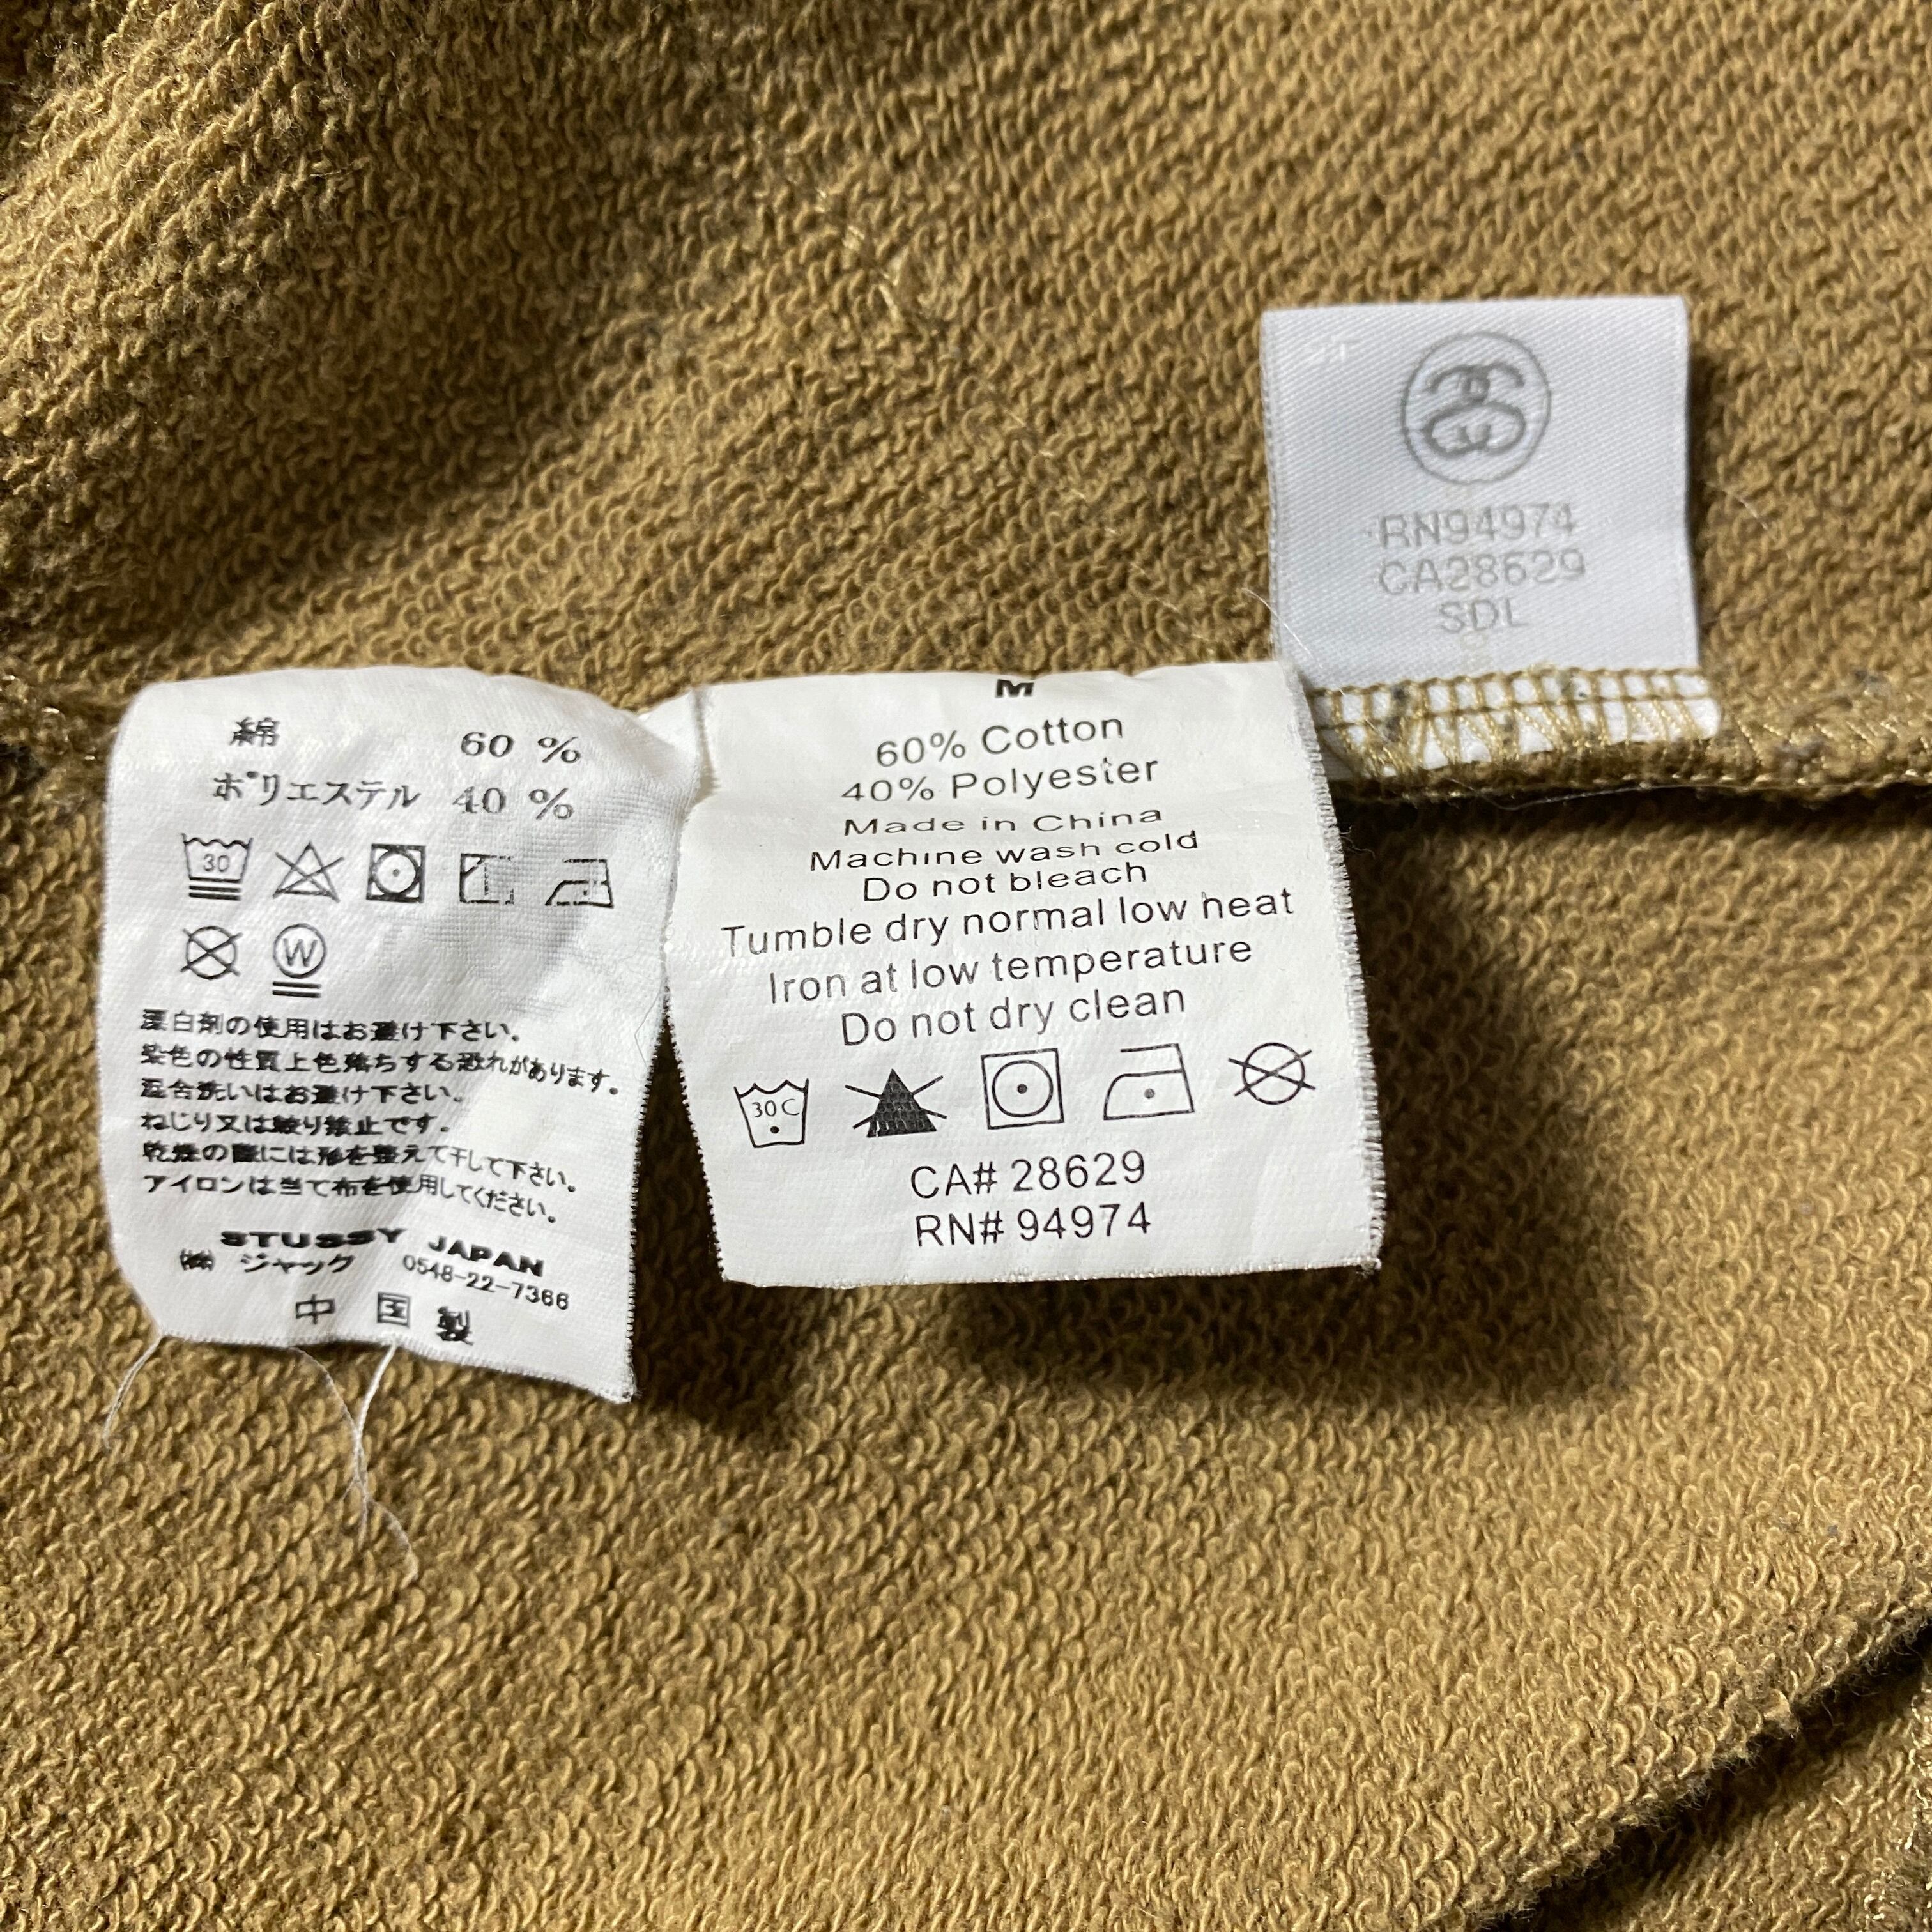 綿 60 %
ポリエステル 40 %
30
W
漂白剤の使用はお避け下さい。
染色の性質上色落ちする恐れがあります。
混合洗いはお避け下さい。
ねじり又は絞り禁止です。
乾燥の際には形を整えて干して下さい。
アイロンは当て布を使用してください。
STUSSY JAPAN
(株) ジャック 0548-22-7366
中国製
M
60% Cotton
40% Polyester
Made in China
Machine wash cold
Do not bleach
Tumble dry normal low heat
Iron at low temperature
Do not dry clean
30C
CA# 28629
RN# 94974
RN94974
CA28629
SDL